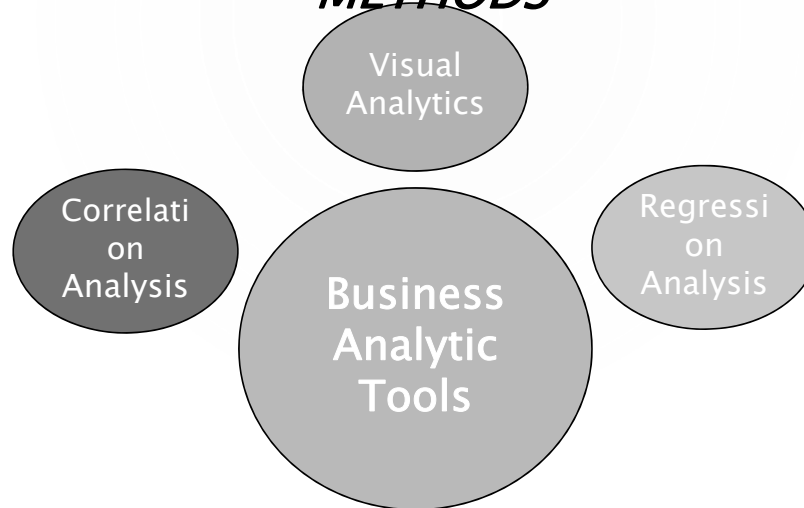 METHODS
Visual
Analytics
Correlati
on
Analysis
Regressi
on
Analysis
Business
Analytic
Tools